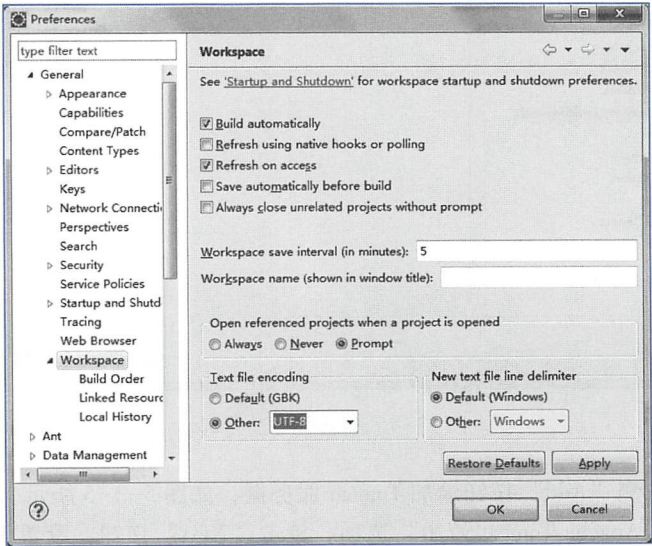 Preferences
type filter text
General
Appearance
Capabilities
Compare/Patch
Content Types
Editors
Keys
Network Connecti
Perspectives
Search
Security
Service Policies
Startup and Shutd
Tracing
Web Browser
Workspace
Build Order
Linked Resourc
Local History
Ant
Data Management
Workspace
See 'Startup and Shutdown' for workspace startup and shutdown preferences.
Build automatically
Refresh using native hooks or polling
Refresh on access
Save automatically before build
Always close unrelated projects without prompt
Workspace save interval (in minutes): 5
Workspace name (shown in window title):
Open referenced projects when a project is opened
Always Never Prompt
Text file encoding
Default (GBK)
Other: UTF-8
New text file line delimiter
Default (Windows)
Other: Windows
Restore Defaults Apply
? OK Cancel